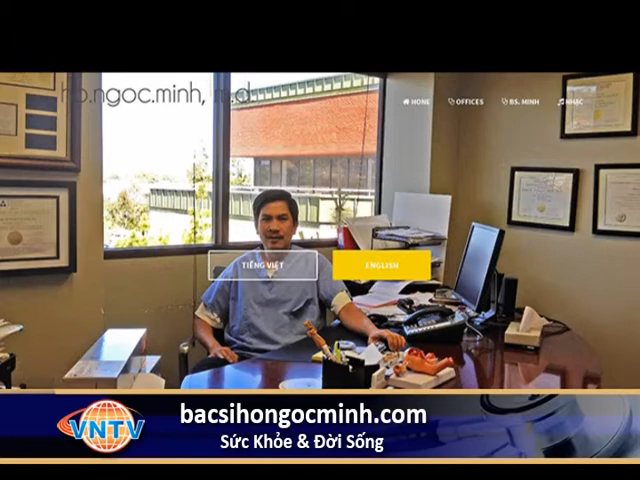 ho.ngoc.minh, m.d.
HOME
OFFICES
BS. MINH
NHẠC
TIẾNG VIỆT
ENGLISH
VNTV
bacsihongocminh.com
Sức Khỏe & Đời Sống